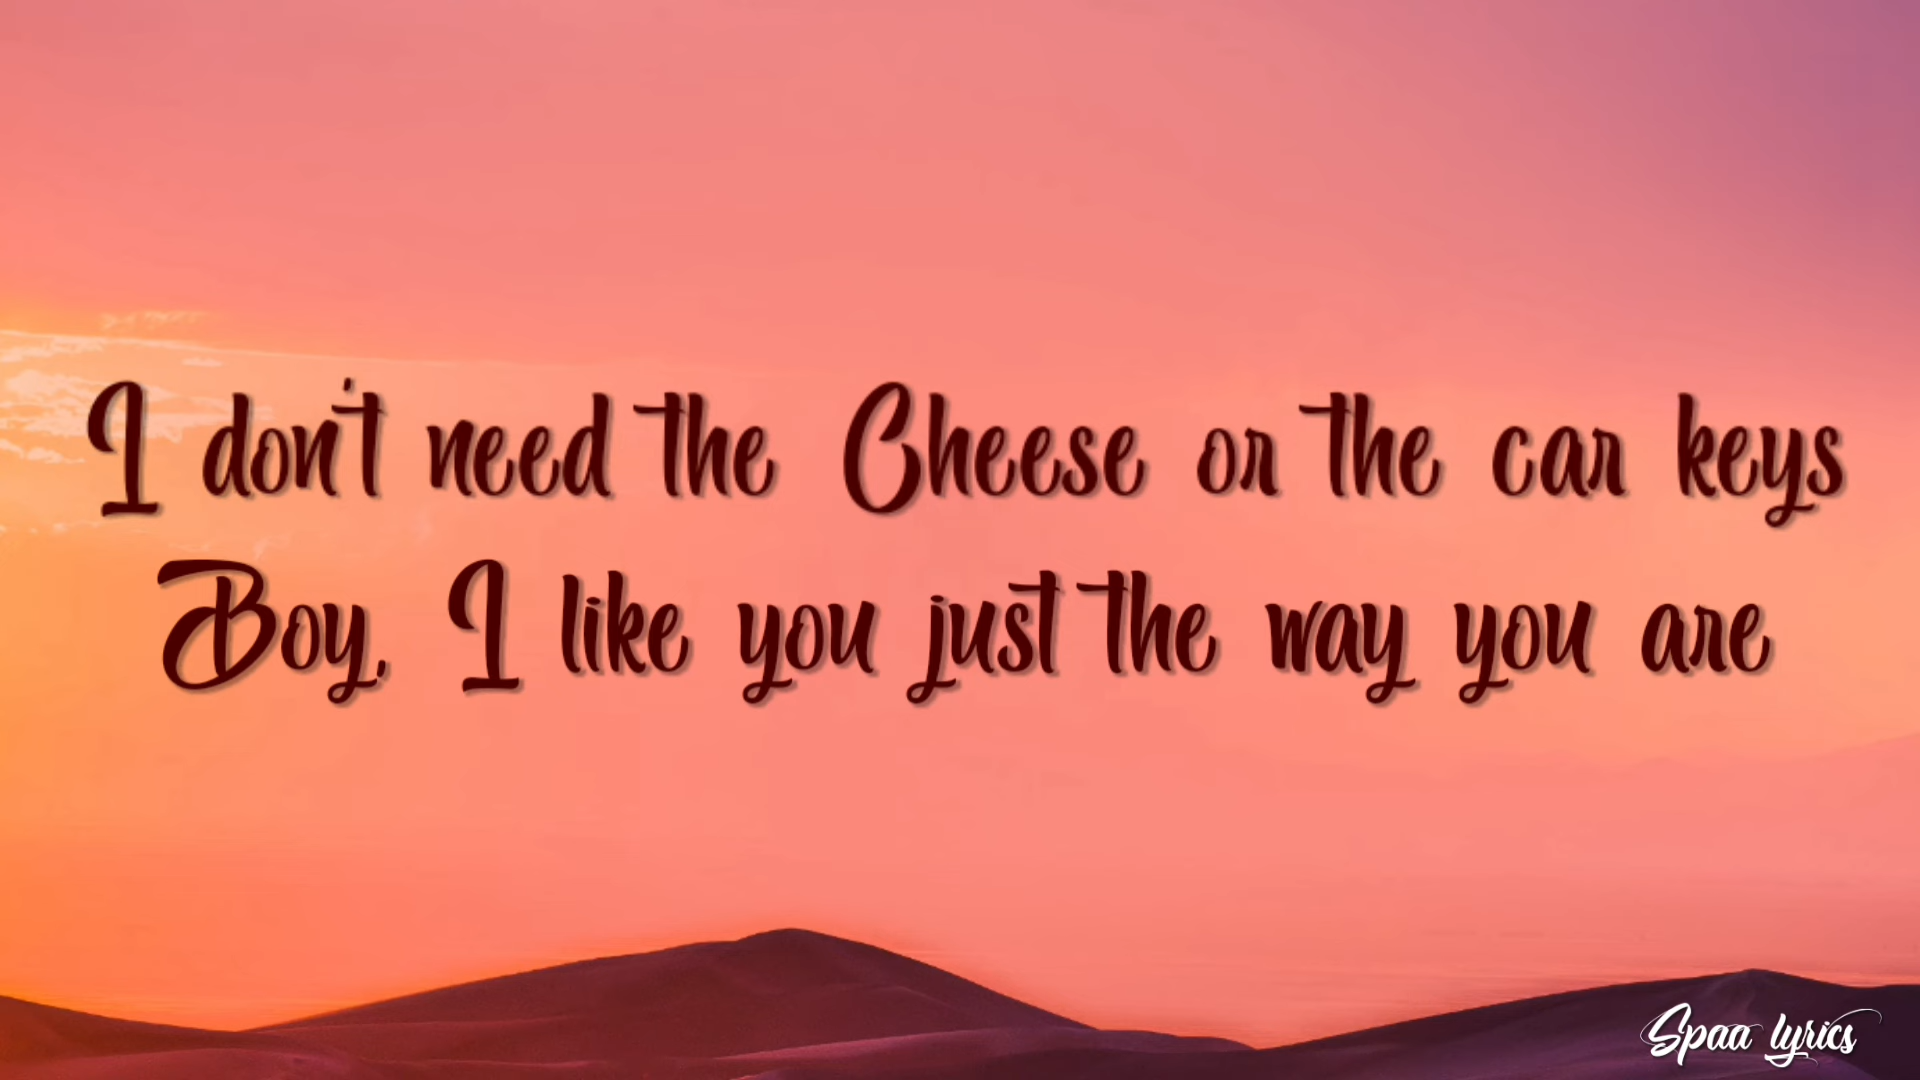 I don't need the Cheese or the car keys
Boy, I like you just the way you are
Spaa lyrics